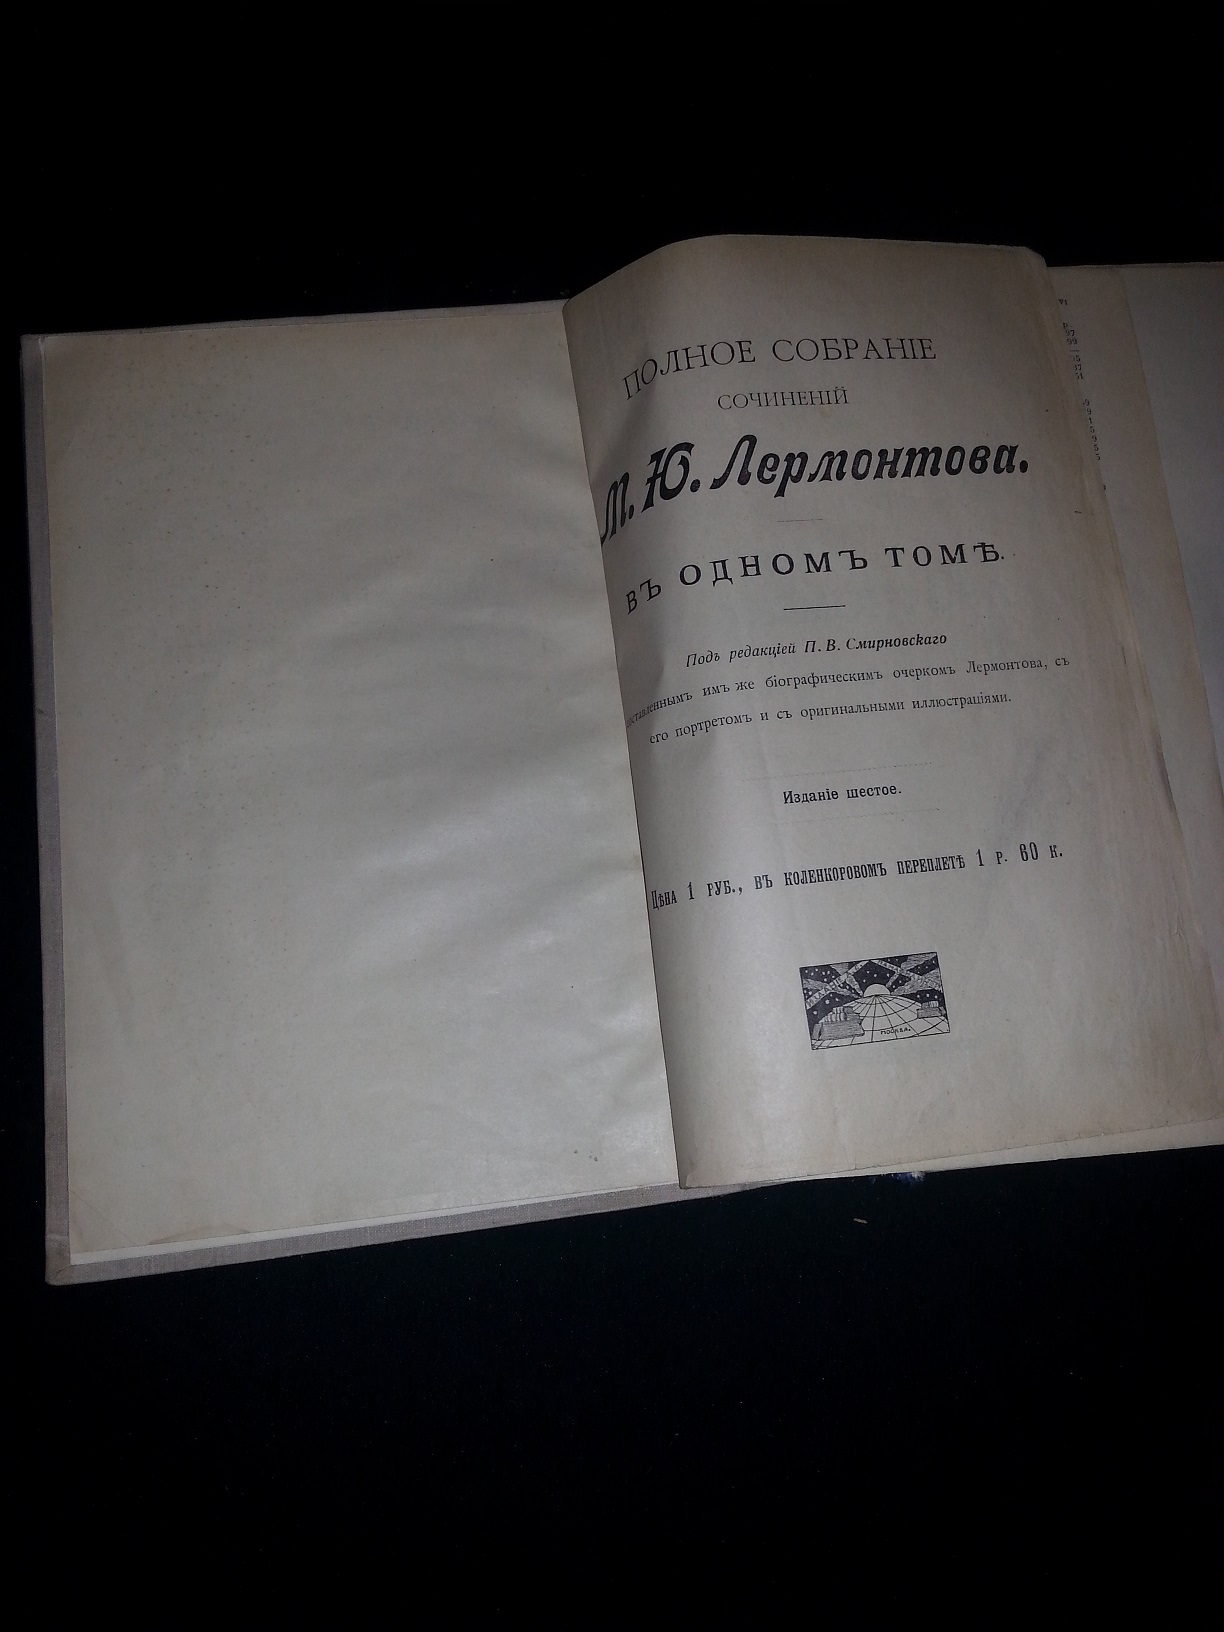 ПОЛНОЕ СОБРАНІЕ
СОЧИНЕНІЙ
М. Ю. Лермонтова.
ВЪ ОДНОМЪ ТОМѢ.
Подъ редакціей П. В. Смирновскаго
имъ же біографическимъ очеркомъ Лермонтова, съ
его портретомъ и съ оригинальными иллюстраціями.
Изданіе шестое.
Цѣна 1 РУБ., ВЪ КОЛЕНКОРОВОМЪ ПЕРЕПЛЕТѢ 1 Р. 60 К.
МОСКВА.